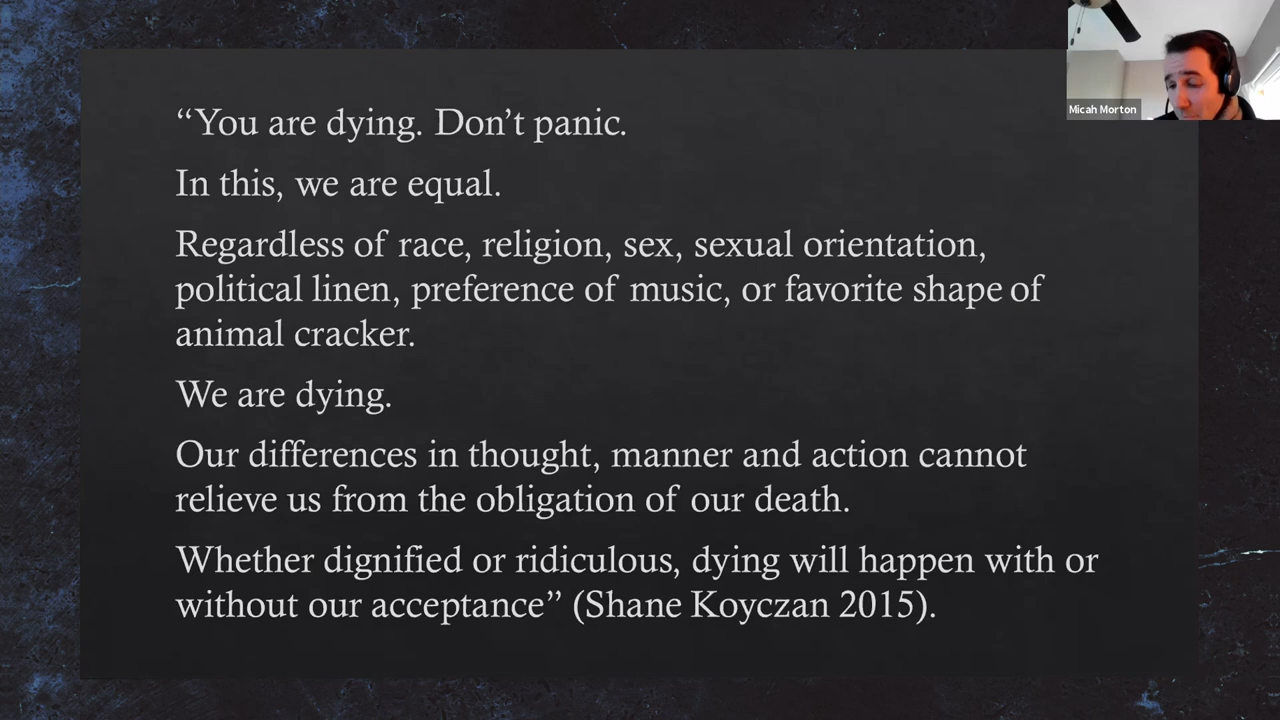 “You are dying. Don’t panic.
In this, we are equal.
Regardless of race, religion, sex, sexual orientation,
political linen, preference of music, or favorite shape of
animal cracker.
We are dying.
Our differences in thought, manner and action cannot
relieve us from the obligation of our death.
Whether dignified or ridiculous, dying will happen with or
without our acceptance” (Shane Koyczan 2015).
Micah Morton